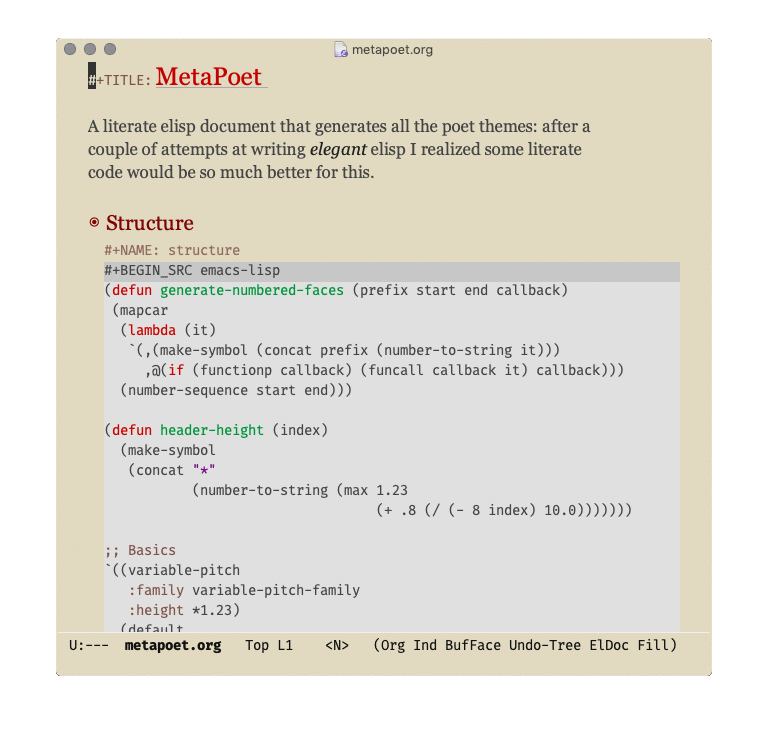 metapoet.org
#+TITLE: MetaPoet
A literate elisp document that generates all the poet themes: after a
couple of attempts at writing elegant elisp I realized some literate
code would be so much better for this.
Structure
#+NAME: structure
#+BEGIN_SRC emacs-lisp
(defun generate-numbered-faces (prefix start end callback)
 (mapcar
  (lambda (it)
   `(,(make-symbol (concat prefix (number-to-string it)))
     ,@(if (functionp callback) (funcall callback it) callback)))
  (number-sequence start end)))
(defun header-height (index)
  (make-symbol
   (concat "*"
           (number-to-string (max 1.23
                                  (+ .8 (/ (- 8 index) 10.0)))))))
;; Basics
`((variable-pitch
   :family variable-pitch-family
   :height *1.23)
  (default
U:---  metapoet.org   Top L1    <N>   (Org Ind BufFace Undo-Tree ElDoc Fill)